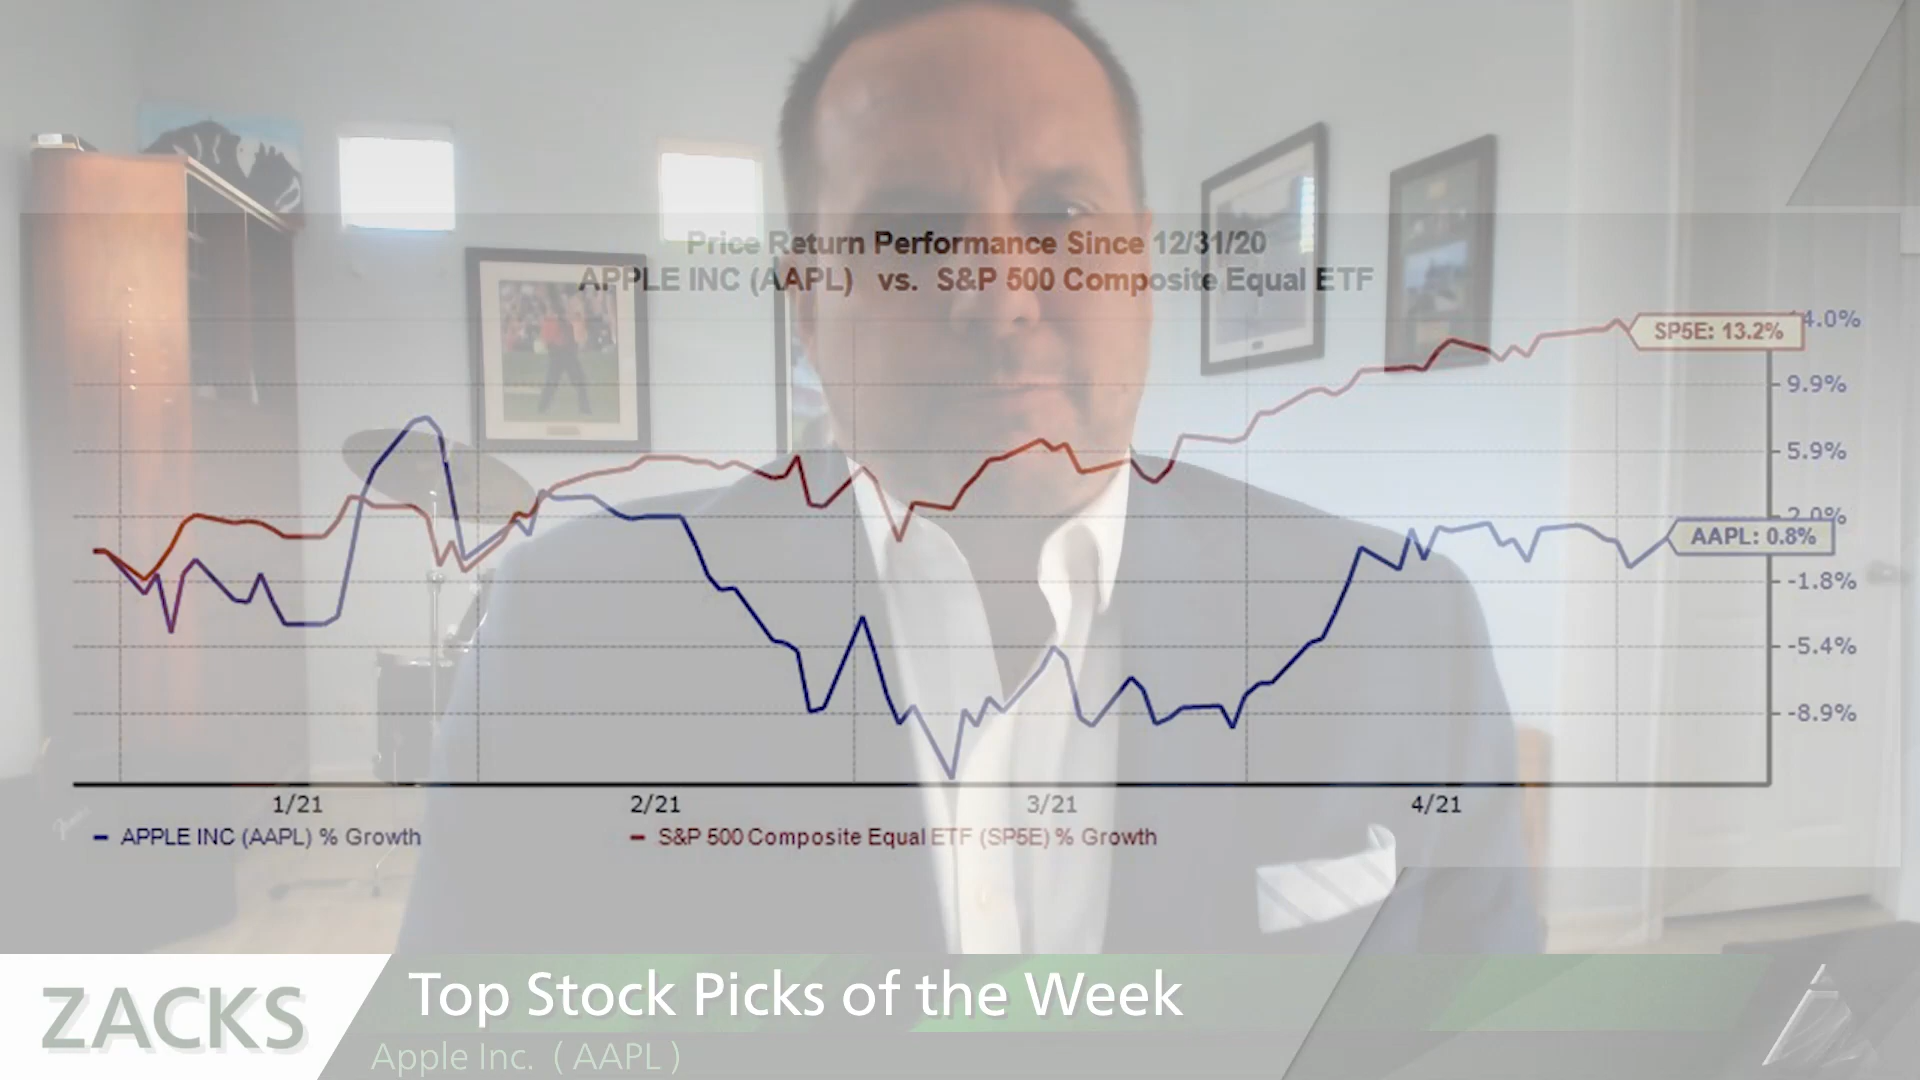 Price Return Performance Since 12/31/20
APPLE INC (AAPL) vs. S&P 500 Composite Equal ETF
SP5E: 13.2%
14.0%
9.9%
5.9%
2.0%
AAPL: 0.8%
-1.8%
-5.4%
-8.9%
1/21 2/21 3/21 4/21
APPLE INC (AAPL) % Growth S&P 500 Composite Equal ETF (SP5E) % Growth
ZACKS
Top Stock Picks of the Week
Apple Inc. ( AAPL )